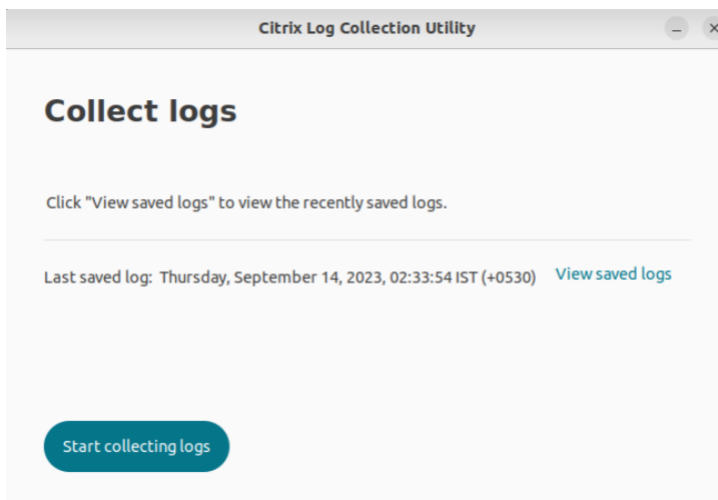 Citrix Log Collection Utility
Collect logs
Click "View saved logs" to view the recently saved logs.
Last saved log: Thursday, September 14, 2023, 02:33:54 IST (+0530) View saved logs
Start collecting logs